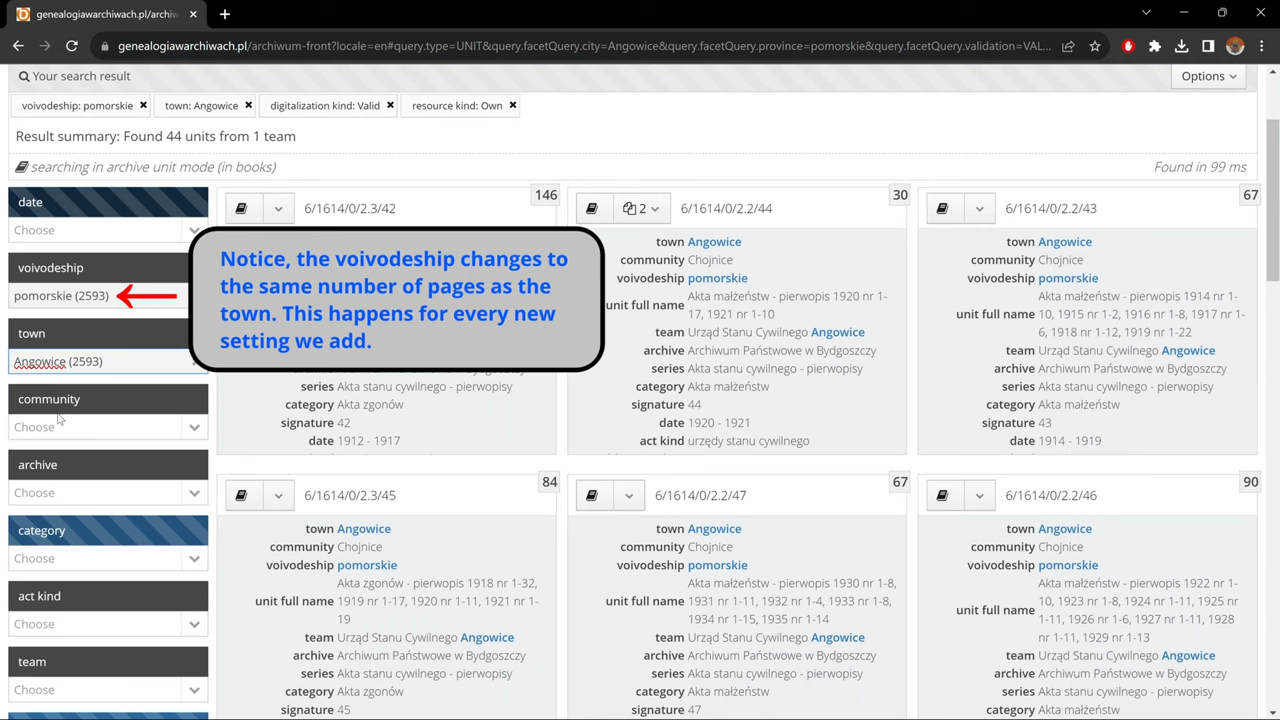 genealogiawarchiwach.pl/archiw
genealogiawarchiwach.pl/archiwum-front?locale=en#query.type=UNIT&query.facetQuery.city=Angowice&query.facetQuery.province=pomorskie&query.facetQuery.validation=VAL...
Your search result
Options
voivodeship: pomorskie
town: Angowice
digitalization kind: Valid
resource kind: Own
Result summary: Found 44 units from 1 team
searching in archive unit mode (in books)
Found in 99 ms
date
Choose
voivodeship
pomorskie (2593)
town
Angowice (2593)
community
Choose
archive
Choose
category
Choose
act kind
Choose
team
Choose
Notice, the voivodeship changes to
the same number of pages as the
town. This happens for every new
setting we add.
6/1614/0/2.3/42
146
series Akta stanu cywilnego - pierwopisy
category Akta zgonów
signature 42
date 1912 - 1917
2
6/1614/0/2.2/44
30
town Angowice
community Chojnice
voivodeship pomorskie
unit full name Akta małżeństw - pierwopis 1920 nr 1-
17, 1921 nr 1-10
team Urząd Stanu Cywilnego Angowice
archive Archiwum Państwowe w Bydgoszczy
series Akta stanu cywilnego - pierwopisy
category Akta małżeństw
signature 44
date 1920 - 1921
act kind urzędy stanu cywilnego
6/1614/0/2.2/43
67
town Angowice
community Chojnice
voivodeship pomorskie
unit full name Akta małżeństw - pierwopis 1914 nr 1-
10, 1915 nr 1-2, 1916 nr 1-8, 1917 nr 1-
6, 1918 nr 1-12, 1919 nr 1-22
team Urząd Stanu Cywilnego Angowice
archive Archiwum Państwowe w Bydgoszczy
series Akta stanu cywilnego - pierwopisy
category Akta małżeństw
signature 43
date 1914 - 1919
6/1614/0/2.3/45
84
town Angowice
community Chojnice
voivodeship pomorskie
unit full name Akta zgonów - pierwopis 1918 nr 1-32,
1919 nr 1-17, 1920 nr 1-11, 1921 nr 1-
19
team Urząd Stanu Cywilnego Angowice
archive Archiwum Państwowe w Bydgoszczy
series Akta stanu cywilnego - pierwopisy
category Akta zgonów
signature 45
6/1614/0/2.2/47
67
town Angowice
community Chojnice
voivodeship pomorskie
unit full name Akta małżeństw - pierwopis 1930 nr 1-8,
1931 nr 1-11, 1932 nr 1-4, 1933 nr 1-8,
1934 nr 1-15, 1935 nr 1-14
team Urząd Stanu Cywilnego Angowice
archive Archiwum Państwowe w Bydgoszczy
series Akta stanu cywilnego - pierwopisy
category Akta małżeństw
signature 47
6/1614/0/2.2/46
90
town Angowice
community Chojnice
voivodeship pomorskie
unit full name Akta małżeństw - pierwopis 1922 nr 1-
10, 1923 nr 1-8, 1924 nr 1-11, 1925 nr
1-11, 1926 nr 1-6, 1927 nr 1-11, 1928
nr 1-11, 1929 nr 1-13
team Urząd Stanu Cywilnego Angowice
archive Archiwum Państwowe w Bydgoszczy
series Akta stanu cywilnego - pierwopisy
category Akta małżeństw
signature 46